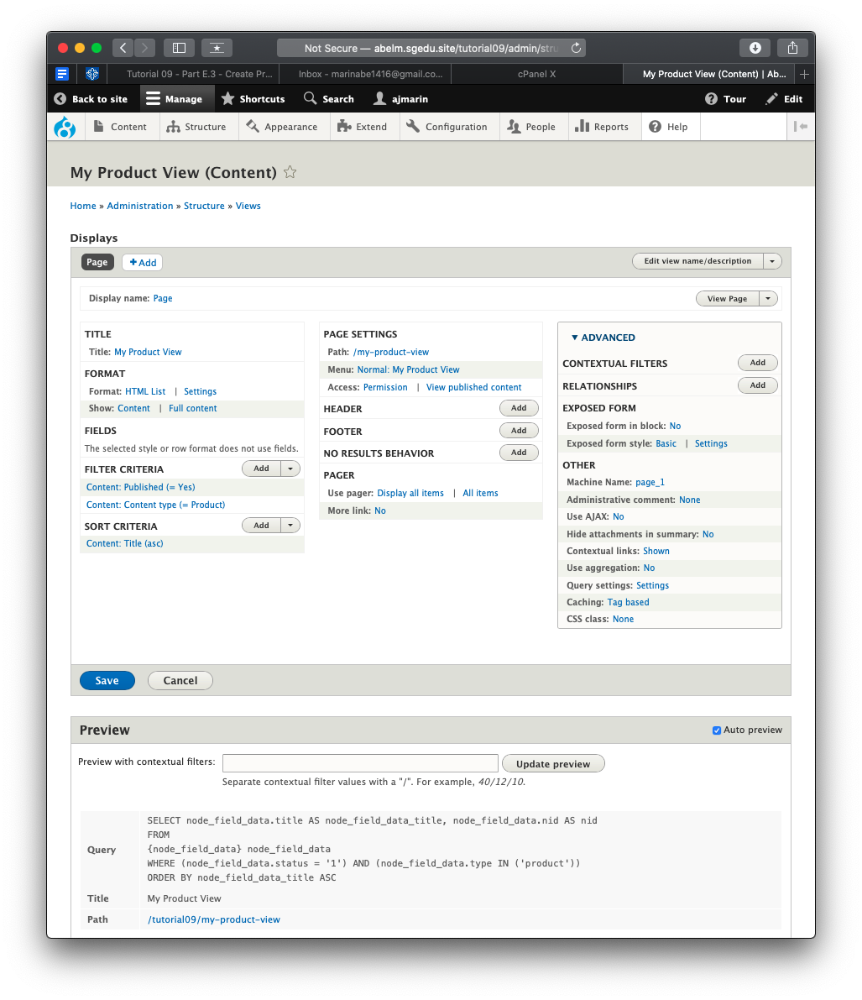 Not Secure — abelm.sgedu.site/tutorial09/admin/stru
Tutorial 09 - Part E.3 - Create Pr...
Inbox - marinabe1416@gmail.co...
cPanel X
My Product View (Content) | Ab...
Back to site
Manage
Shortcuts
Search
ajmarin
Tour
Edit
Content
Structure
Appearance
Extend
Configuration
People
Reports
Help
My Product View (Content)
Home » Administration » Structure » Views
Displays
Page
+ Add
Edit view name/description
Display name: Page
View Page
TITLE
Title: My Product View
FORMAT
Format: HTML List | Settings
Show: Content | Full content
FIELDS
The selected style or row format does not use fields.
FILTER CRITERIA
Add
Content: Published (= Yes)
Content: Content type (= Product)
SORT CRITERIA
Add
Content: Title (asc)
PAGE SETTINGS
Path: /my-product-view
Menu: Normal: My Product View
Access: Permission | View published content
HEADER
Add
FOOTER
Add
NO RESULTS BEHAVIOR
Add
PAGER
Use pager: Display all items | All items
More link: No
ADVANCED
CONTEXTUAL FILTERS
Add
RELATIONSHIPS
Add
EXPOSED FORM
Exposed form in block: No
Exposed form style: Basic | Settings
OTHER
Machine Name: page_1
Administrative comment: None
Use AJAX: No
Hide attachments in summary: No
Contextual links: Shown
Use aggregation: No
Query settings: Settings
Caching: Tag based
CSS class: None
Save
Cancel
Preview
Auto preview
Preview with contextual filters:
Update preview
Separate contextual filter values with a "/". For example, 40/12/10.
Query
SELECT node_field_data.title AS node_field_data_title, node_field_data.nid AS nid
FROM
{node_field_data} node_field_data
WHERE (node_field_data.status = '1') AND (node_field_data.type IN ('product'))
ORDER BY node_field_data_title ASC
Title
My Product View
Path
/tutorial09/my-product-view